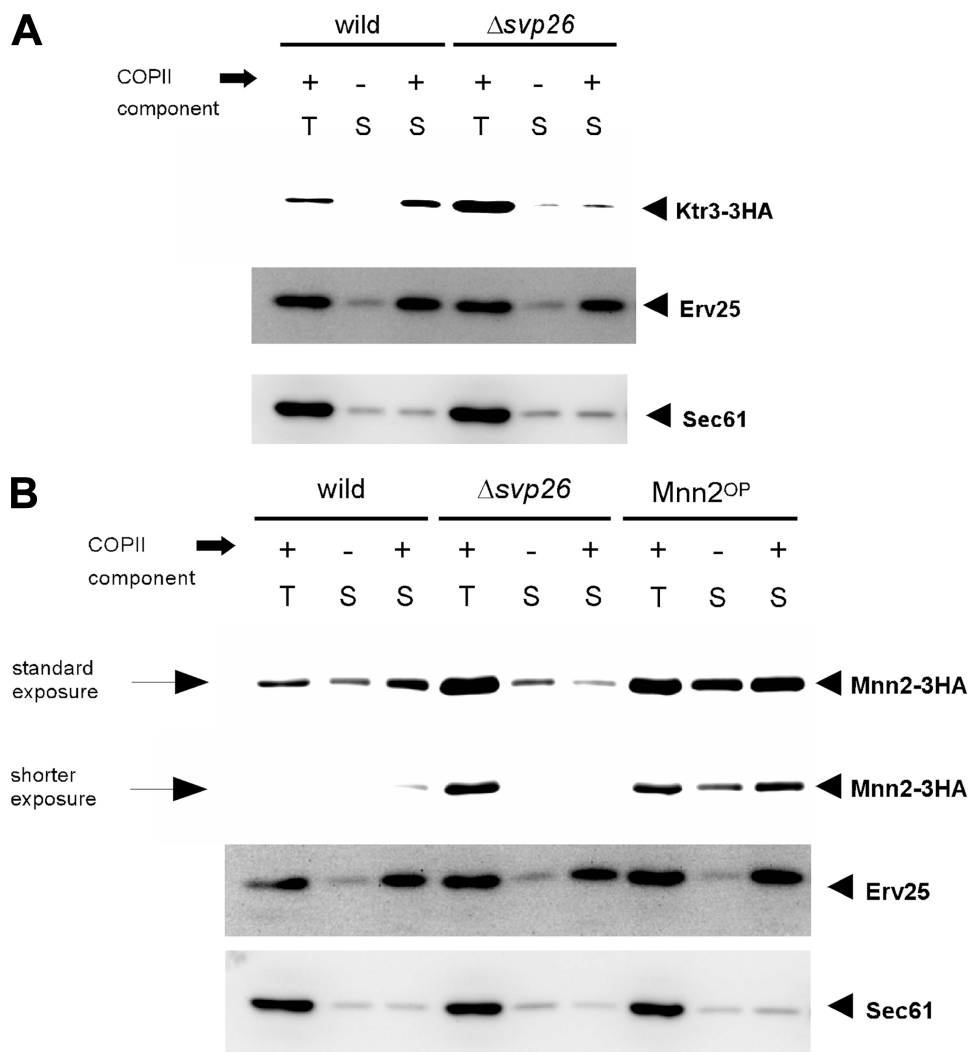 A
wild Δsvp26
COPII + - + + - +
component
T S S T S S
Ktr3-3HA
Erv25
Sec61
B
wild Δsvp26 Mnn2OP
COPII + - + + - + + - +
component
T S S T S S T S S
standard
exposure
Mnn2-3HA
shorter
exposure
Mnn2-3HA
Erv25
Sec61